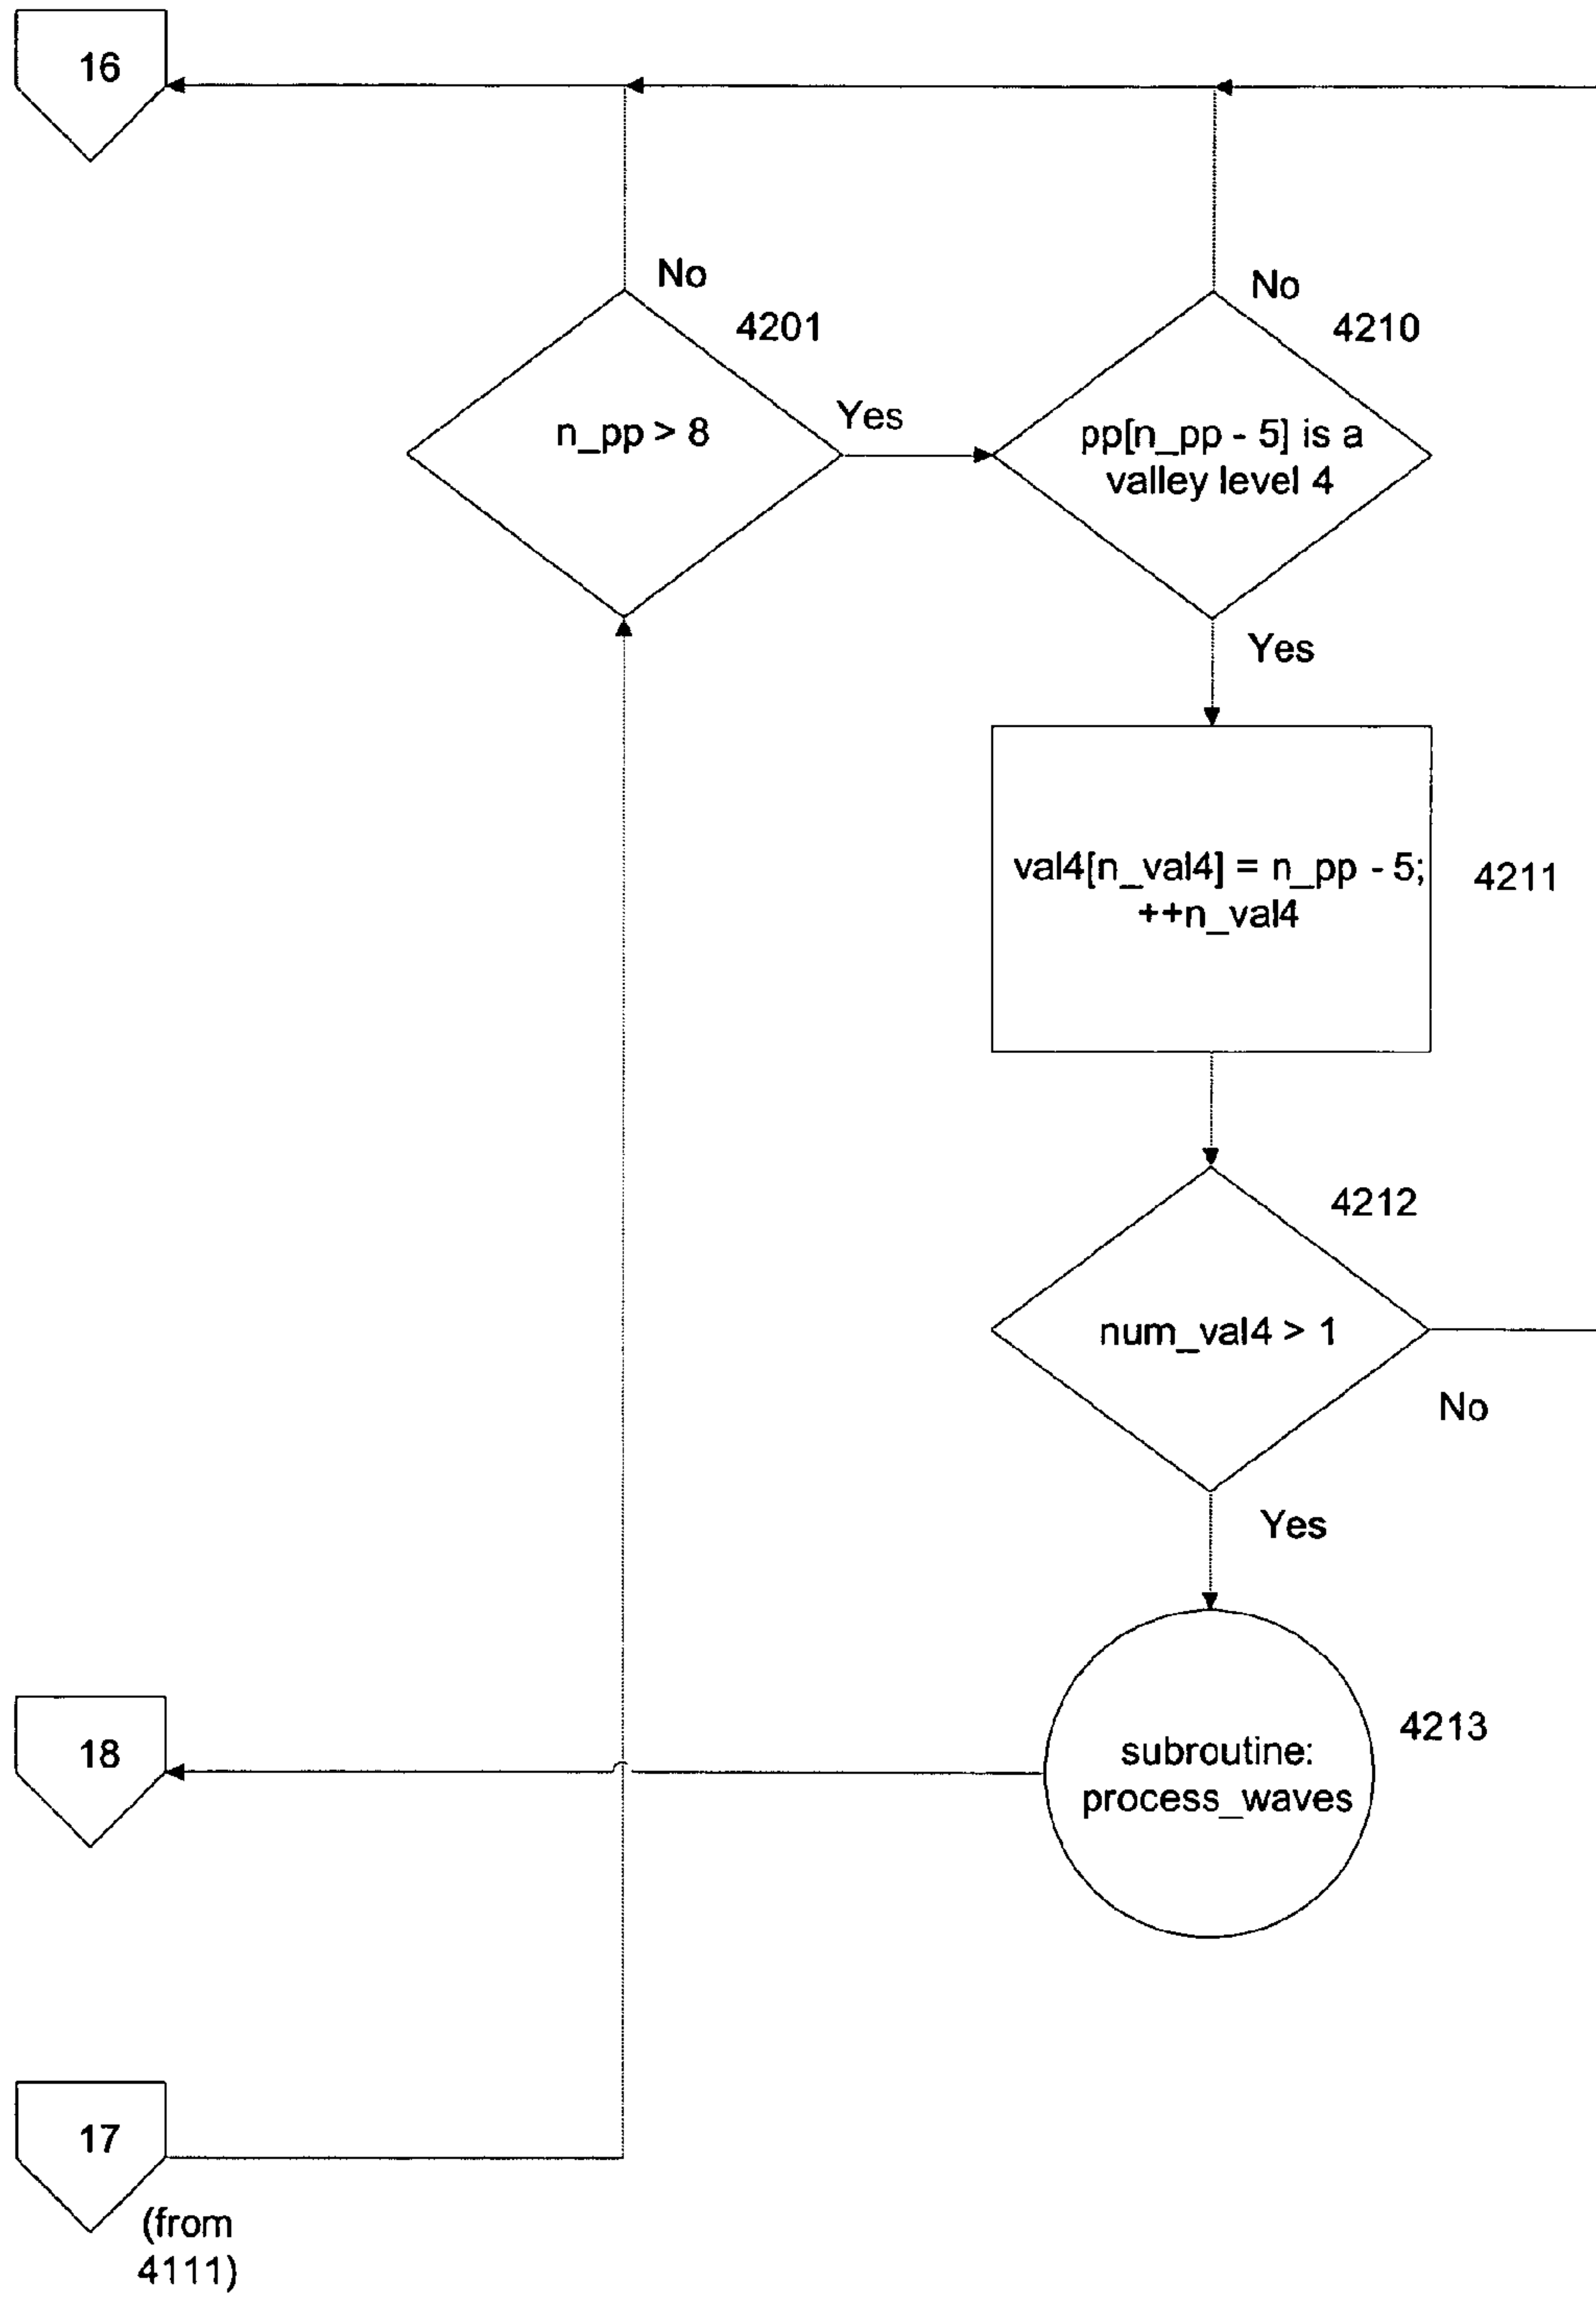 16
No
4201
n_pp > 8
Yes
No
4210
pp[n_pp - 5] is a
valley level 4
Yes
val4[n_val4] = n_pp - 5;
++n_val4
4211
4212
num_val4 > 1
No
Yes
18
subroutine:
process_waves
4213
17
(from
4111)